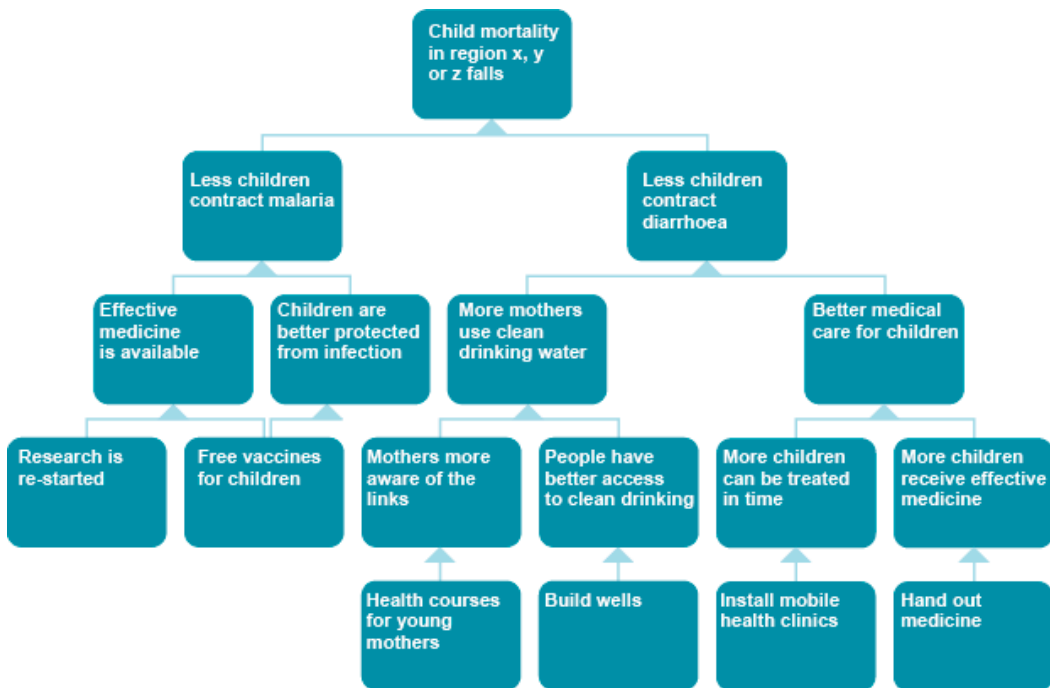 Child mortality
in region x, y
or z falls
Less children
contract malaria
Less children
contract
diarrhoea
Effective
medicine
is available
Children are
better protected
from infection
More mothers
use clean
drinking water
Better medical
care for children
Research is
re-started
Free vaccines
for children
Mothers more
aware of the
links
People have
better access
to clean drinking
More children
can be treated
in time
More children
receive effective
medicine
Health courses
for young
mothers
Build wells
Install mobile
health clinics
Hand out
medicine